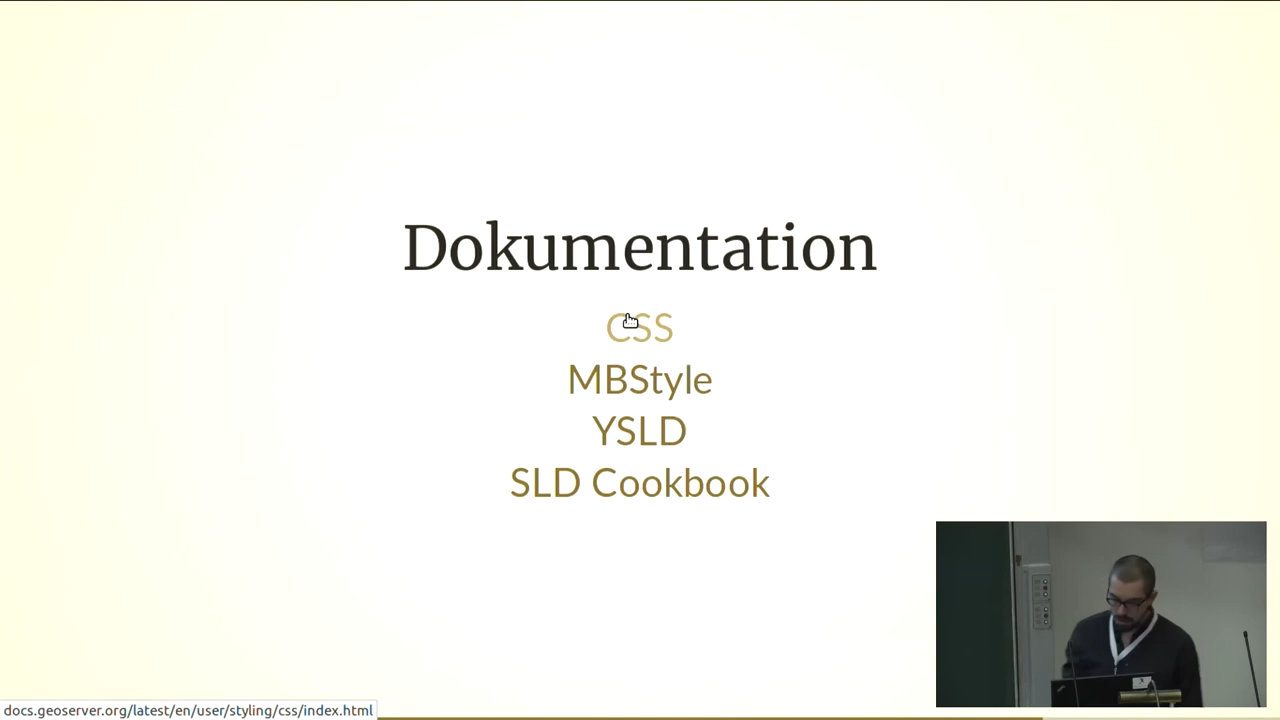 Dokumentation
CSS
MBStyle
YSLD
SLD Cookbook
docs.geoserver.org/latest/en/user/styling/css/index.html